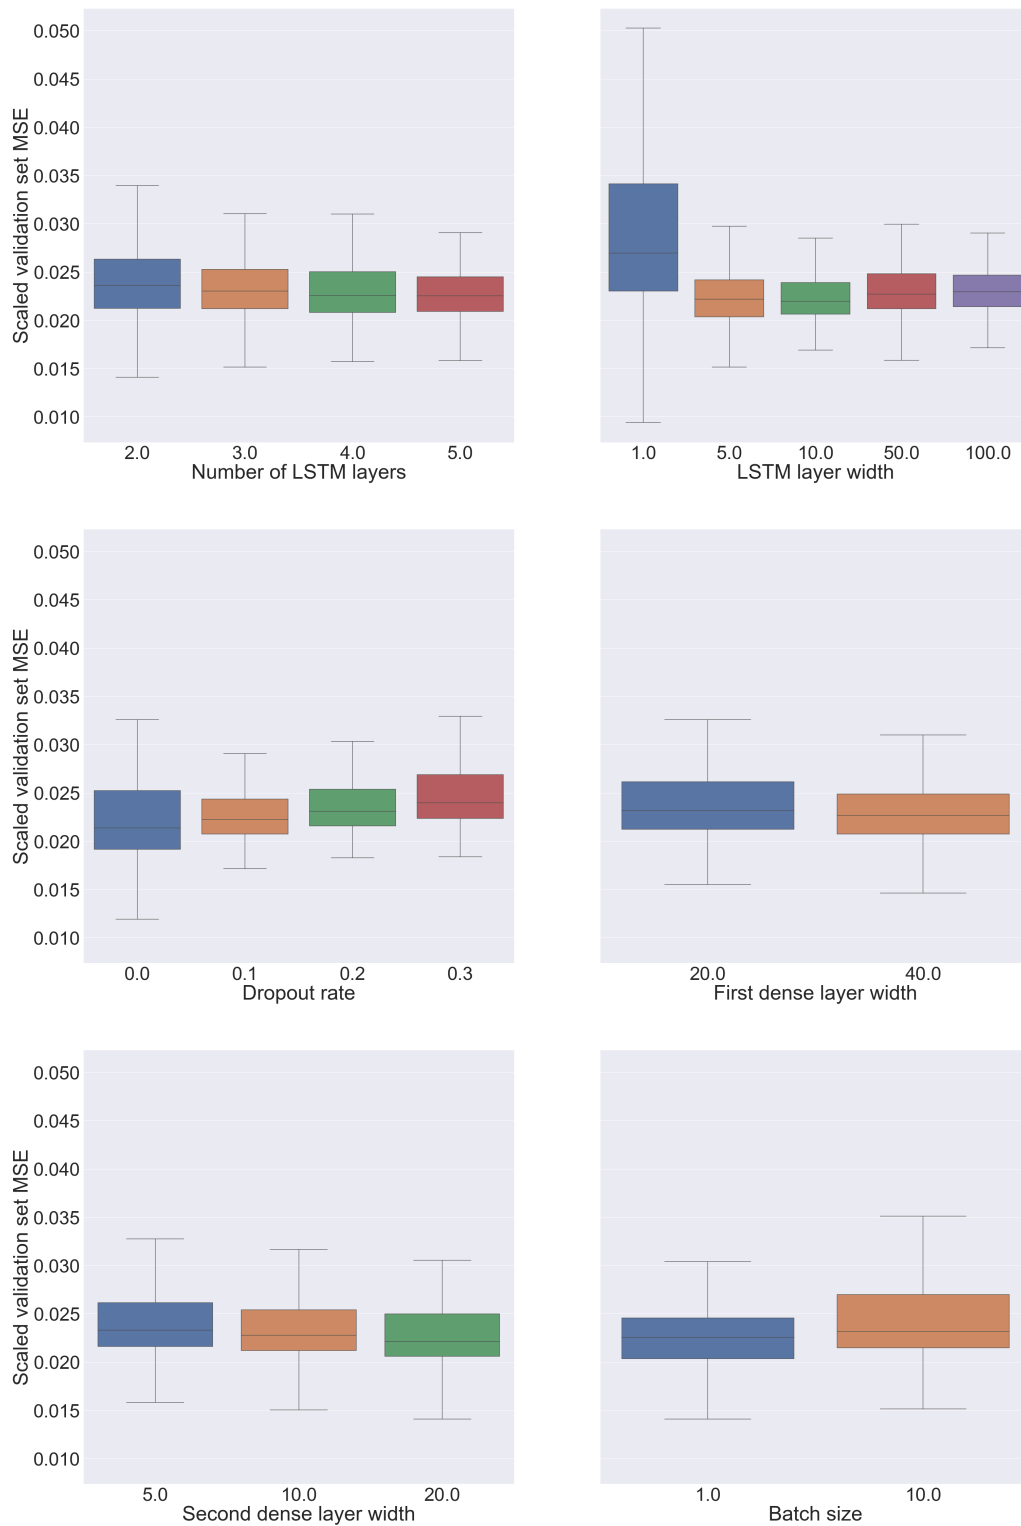 Scaled validation set MSE
0.050
0.045
0.040
0.035
0.030
0.025
0.020
0.015
0.010
2.0 3.0 4.0 5.0
Number of LSTM layers
1.0 5.0 10.0 50.0 100.0
LSTM layer width
Scaled validation set MSE
0.050
0.045
0.040
0.035
0.030
0.025
0.020
0.015
0.010
0.0 0.1 0.2 0.3
Dropout rate
20.0 40.0
First dense layer width
Scaled validation set MSE
0.050
0.045
0.040
0.035
0.030
0.025
0.020
0.015
0.010
5.0 10.0 20.0
Second dense layer width
1.0 10.0
Batch size